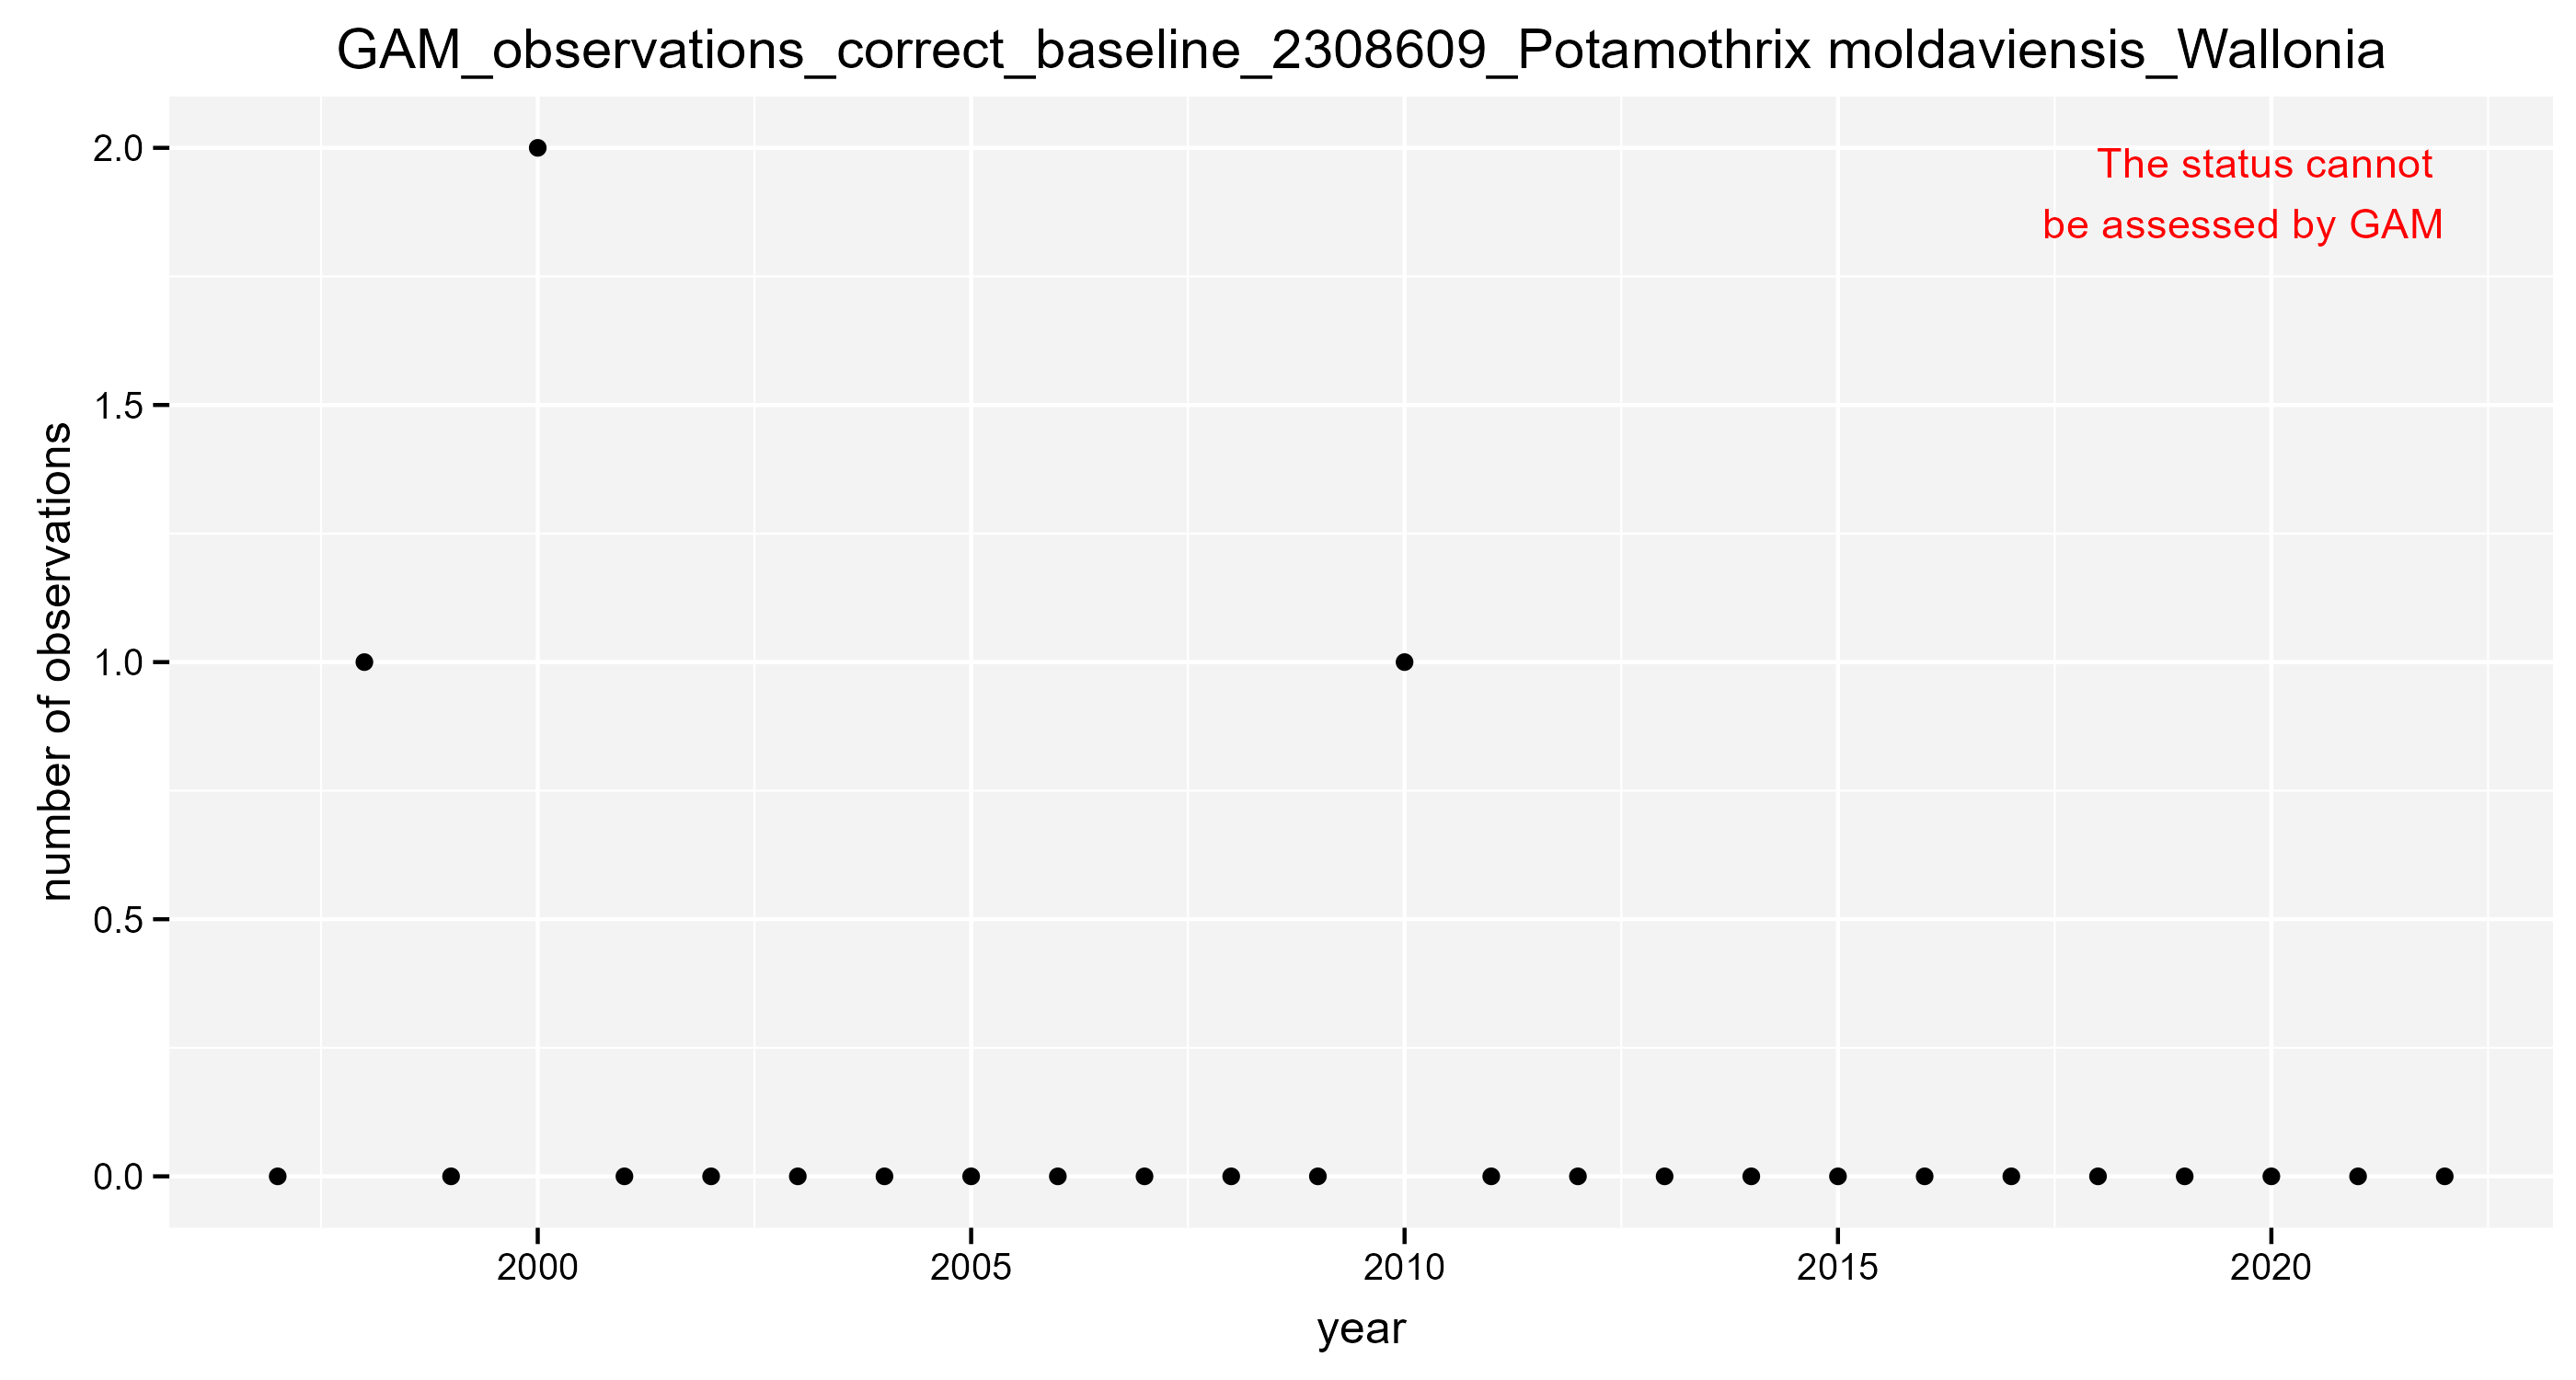 GAM_observations_correct_baseline_2308609_Potamothrix moldaviensis_Wallonia
The status cannot
be assessed by GAM
number of observations
2.0
1.5
1.0
0.5
0.0
2000
2005
2010
2015
2020
year